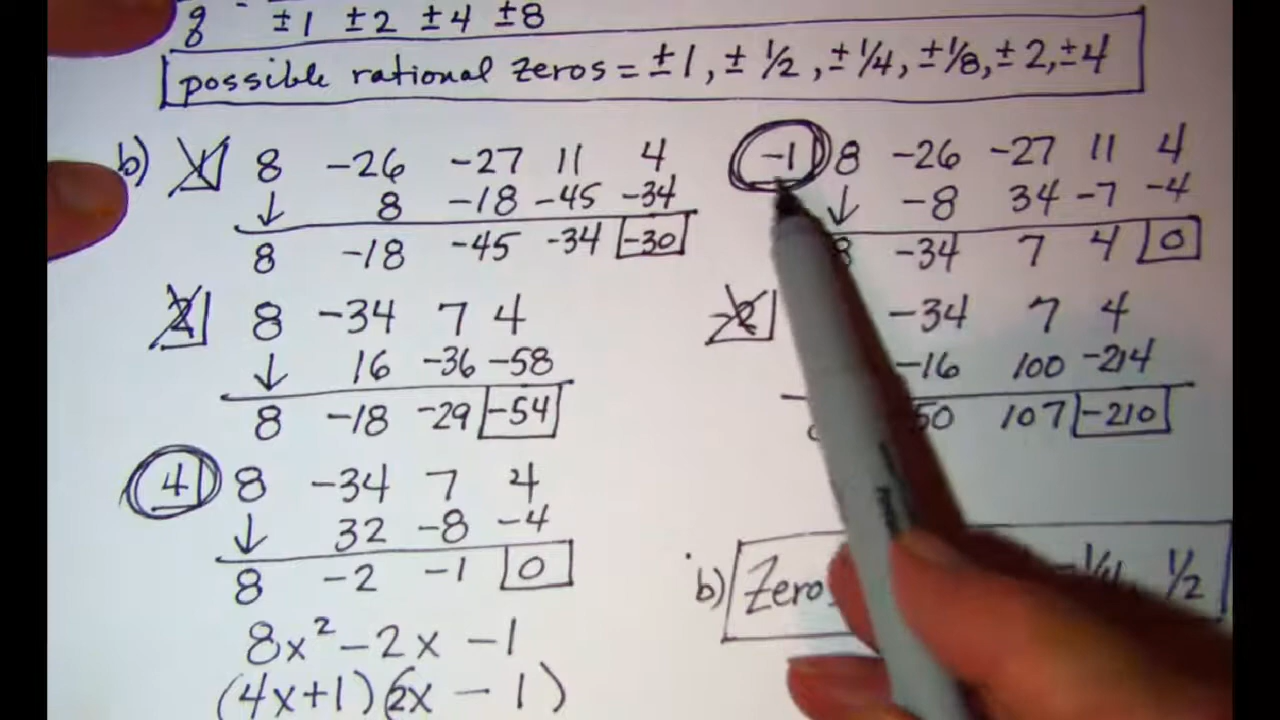 8 ±1 ±2 ±4 ±8
possible rational zeros = ±1, ± 1/2, ± 1/4, ± 1/8, ± 2, ± 4
b) 1 8 -26 -27 11 4
↓ 8 -18 -45 -34
8 -18 -45 -34 -30
-1 8 -26 -27 11 4
↓ -8 34 -7 -4
8 -34 7 4 0
2 8 -34 7 4
↓ 16 -36 -58
8 -18 -29 -54
-2 -34 7 4
-16 100 -214
50 107 -210
4 8 -34 7 4
↓ 32 -8 -4
8 -2 -1 0
8x² - 2x - 1
(4x+1)(2x - 1)
b) Zeros -1/4, 1/2